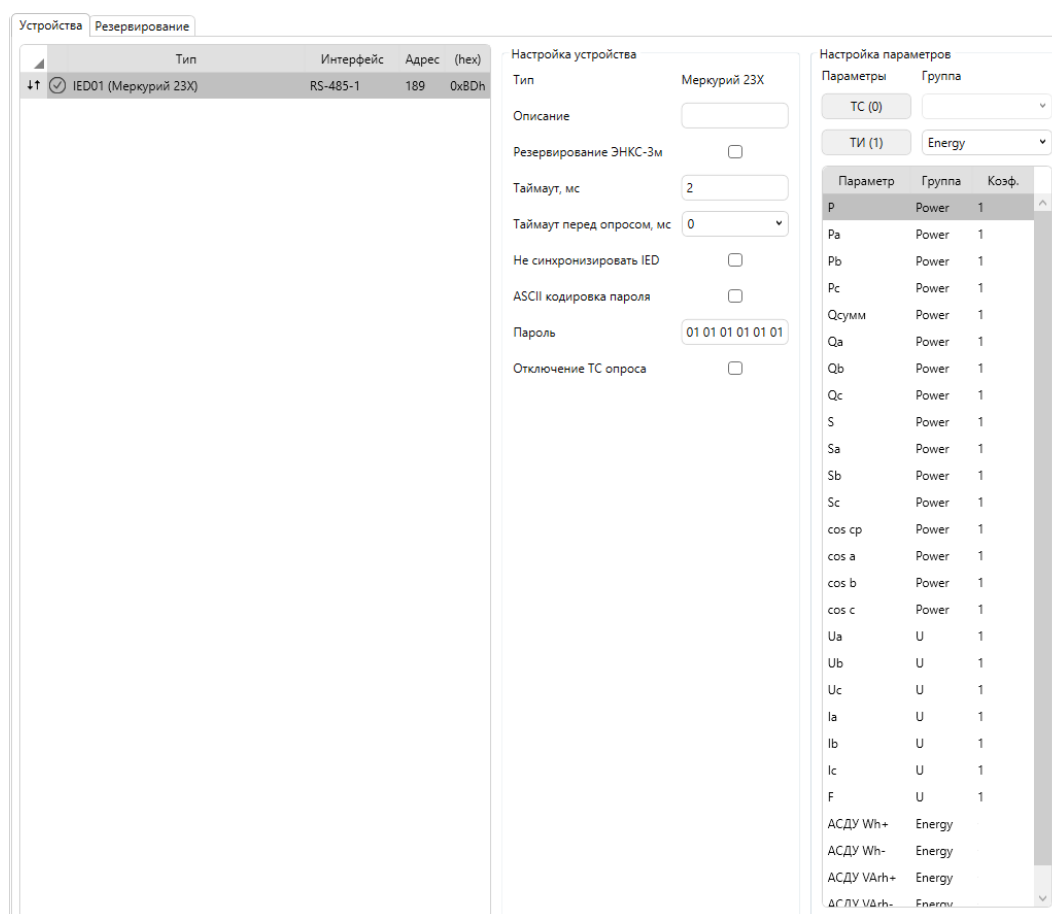 Устройства Резервирование
Тип Интерфейс Адрес (hex)
IED01 (Меркурий 23X) RS-485-1 189 0xBDh
Настройка устройства
Тип Меркурий 23X
Описание
Резервирование ЭНКС-3м
Таймаут, мс 2
Таймаут перед опросом, мс 0
Не синхронизировать IED
ASCII кодировка пароля
Пароль 01 01 01 01 01 01
Отключение ТС опроса
Настройка параметров
Параметры Группа
ТС (0)
ТИ (1) Energy
Параметр Группа Коэф.
P Power 1
Pa Power 1
Pb Power 1
Pc Power 1
Qсумм Power 1
Qa Power 1
Qb Power 1
Qc Power 1
S Power 1
Sa Power 1
Sb Power 1
Sc Power 1
cos cp Power 1
cos a Power 1
cos b Power 1
cos c Power 1
Ua U 1
Ub U 1
Uc U 1
Ia U 1
Ib U 1
Ic U 1
F U 1
АСДУ Wh+ Energy
АСДУ Wh- Energy
АСДУ VArh+ Energy
АСДУ VArh- Energy